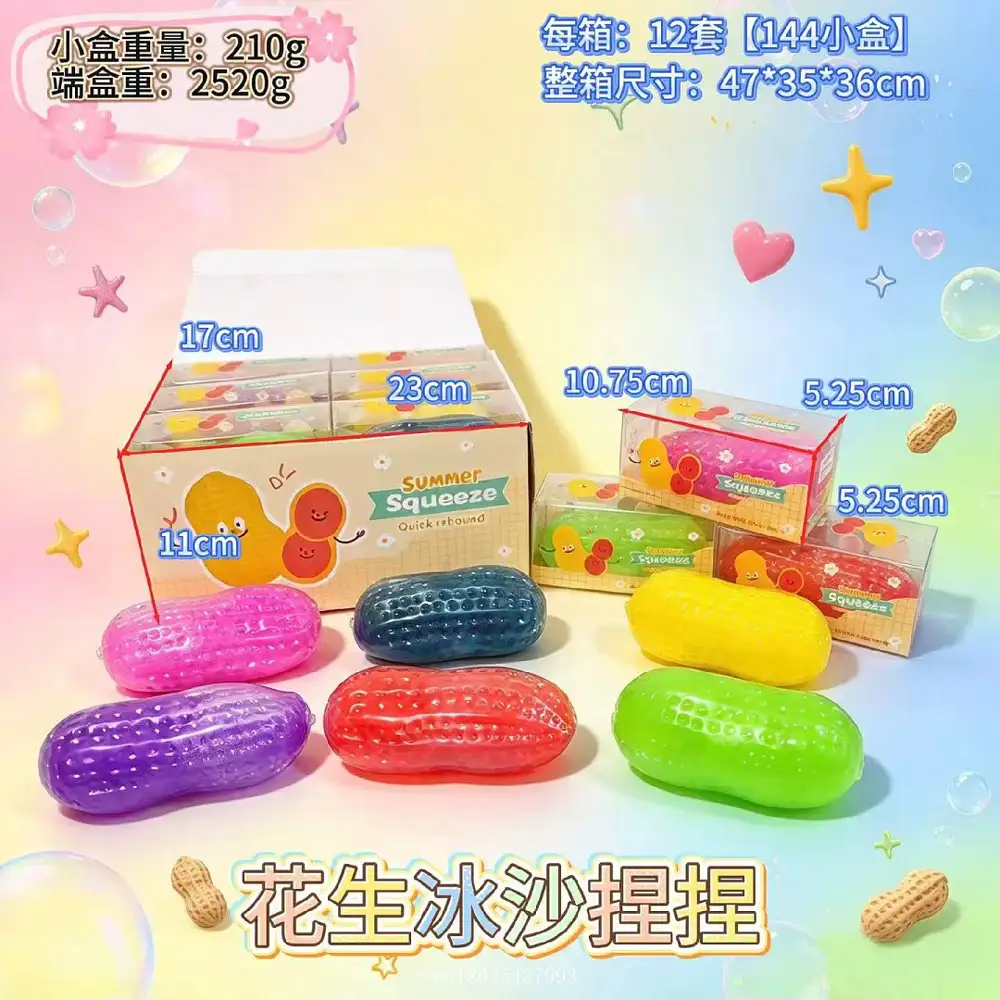 小盒重量：210g
端盒重：2520g
每箱：12套【144小盒】
整箱尺寸：47*35*36cm
17cm
23cm
10.75cm
5.25cm
5.25cm
11cm
SUMMER
Squeeze
Quick rebound
SUMMER
Squeeze
花生冰沙捏捏